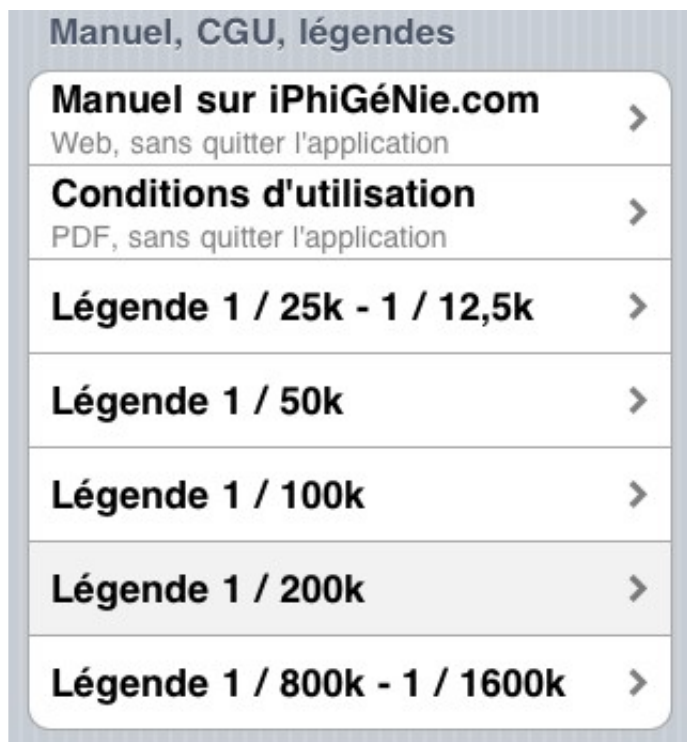 Manuel, CGU, légendes
Manuel sur iPhiGéNie.com
Web, sans quitter l'application
Conditions d'utilisation
PDF, sans quitter l'application
Légende 1 / 25k - 1 / 12,5k
Légende 1 / 50k
Légende 1 / 100k
Légende 1 / 200k
Légende 1 / 800k - 1 / 1600k